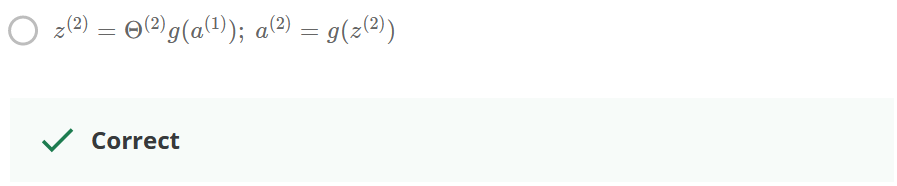 z^(2) = Θ^(2)g(a^(1)); a^(2) = g(z^(2))
Correct